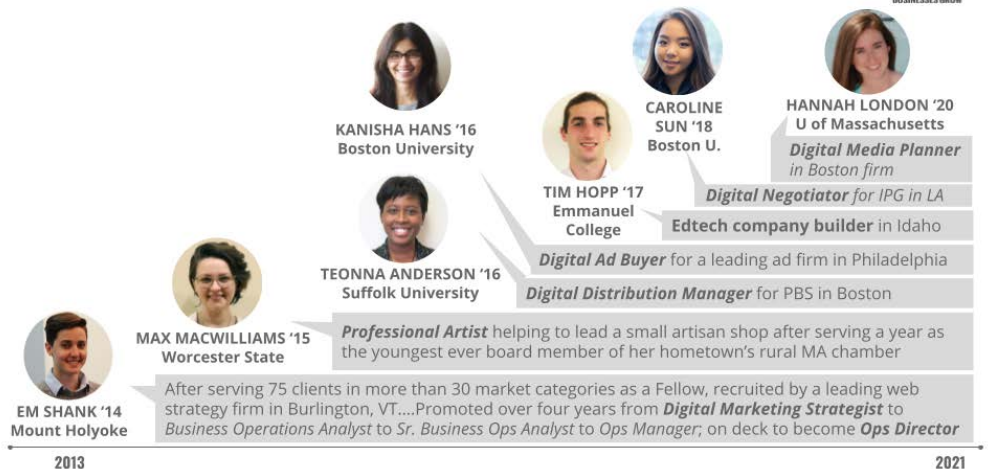 KANISHA HANS ‘16
Boston University
CAROLINE
SUN ‘18
Boston U.
HANNAH LONDON ‘20
U of Massachusetts
Digital Media Planner
in Boston firm
TIM HOPP ‘17
Emmanuel
College
Digital Negotiator for IPG in LA
Edtech company builder in Idaho
Digital Ad Buyer for a leading ad firm in Philadelphia
TEONNA ANDERSON ‘16
Suffolk University
Digital Distribution Manager for PBS in Boston
MAX MACWILLIAMS ‘15
Worcester State
Professional Artist helping to lead a small artisan shop after serving a year as
the youngest ever board member of her hometown’s rural MA chamber
EM SHANK ‘14
Mount Holyoke
After serving 75 clients in more than 30 market categories as a Fellow, recruited by a leading web
strategy firm in Burlington, VT....Promoted over four years from Digital Marketing Strategist to
Business Operations Analyst to Sr. Business Ops Analyst to Ops Manager; on deck to become Ops Director
2013
2021